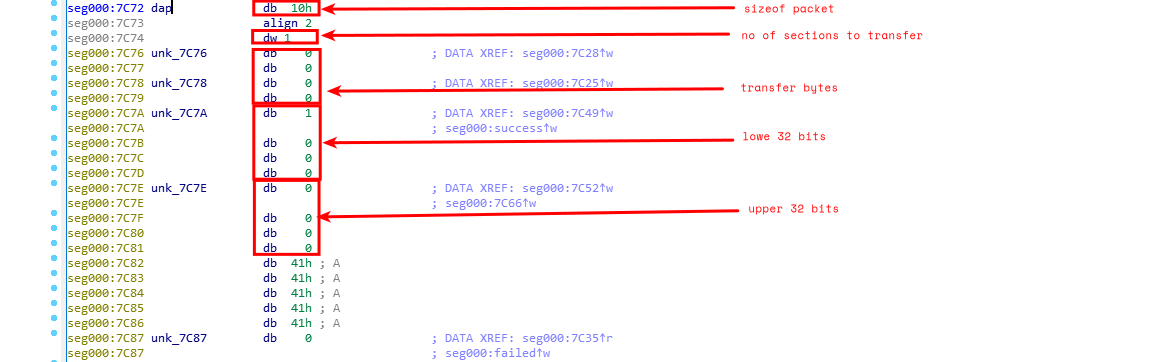 seg000:7C72 dap db 10h sizeof packet
seg000:7C73 align 2
seg000:7C74 dw 1 no of sections to transfer
seg000:7C76 unk_7C76 db 0 ; DATA XREF: seg000:7C28↑w
seg000:7C77 db 0
seg000:7C78 unk_7C78 db 0 ; DATA XREF: seg000:7C25↑w
seg000:7C79 db 0 transfer bytes
seg000:7C7A unk_7C7A db 1 ; DATA XREF: seg000:7C49↑w
seg000:7C7A ; seg000:success↑w
seg000:7C7B db 0 lowe 32 bits
seg000:7C7C db 0
seg000:7C7D db 0
seg000:7C7E unk_7C7E db 0 ; DATA XREF: seg000:7C52↑w
seg000:7C7E ; seg000:7C66↑w
seg000:7C7F db 0 upper 32 bits
seg000:7C80 db 0
seg000:7C81 db 0
seg000:7C82 db 41h ; A
seg000:7C83 db 41h ; A
seg000:7C84 db 41h ; A
seg000:7C85 db 41h ; A
seg000:7C86 db 41h ; A
seg000:7C87 unk_7C87 db 0 ; DATA XREF: seg000:7C35↑r
seg000:7C87 ; seg000:failed↑w